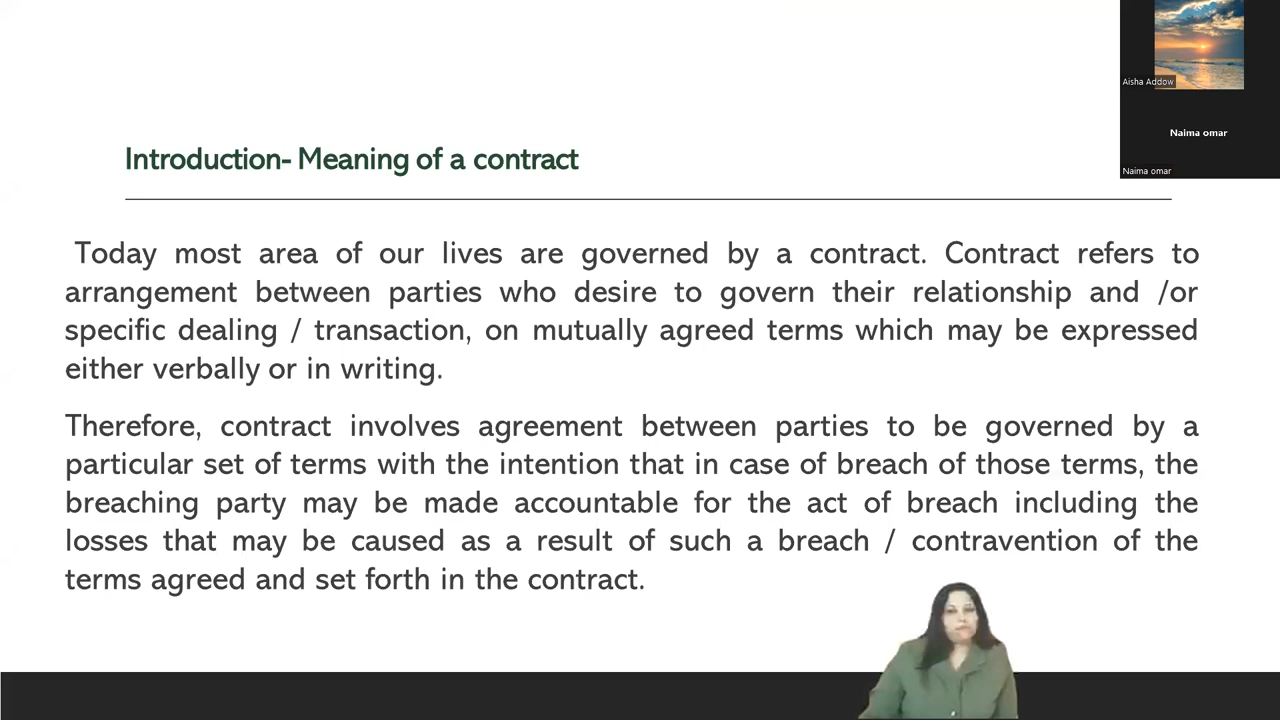 Aisha Addow
Naima omar
Naima omar
Introduction- Meaning of a contract
Today most area of our lives are governed by a contract. Contract refers to
arrangement between parties who desire to govern their relationship and /or
specific dealing / transaction, on mutually agreed terms which may be expressed
either verbally or in writing.
Therefore, contract involves agreement between parties to be governed by a
particular set of terms with the intention that in case of breach of those terms, the
breaching party may be made accountable for the act of breach including the
losses that may be caused as a result of such a breach / contravention of the
terms agreed and set forth in the contract.